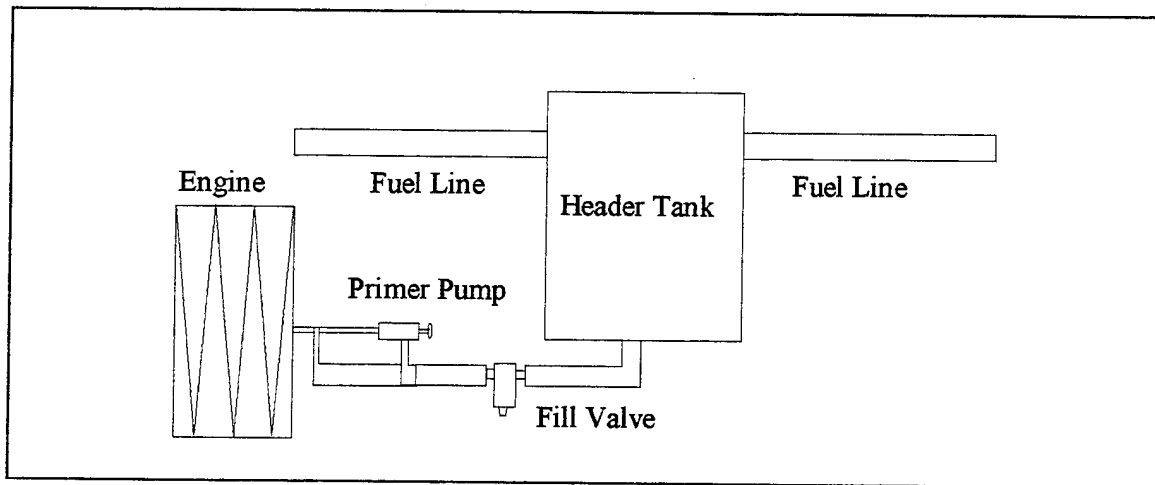 Engine
Fuel Line
Header Tank
Fuel Line
Primer Pump
Fill Valve